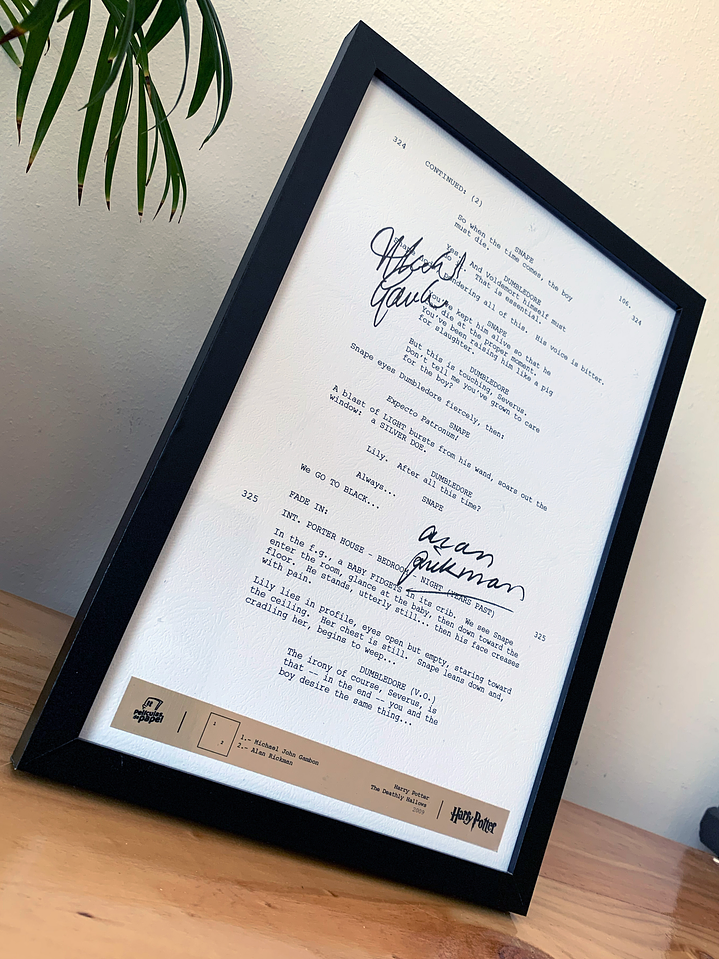 106.
324
CONTINUED: (2)
324
SNAPE
So when the time comes, the boy
must die.
DUMBLEDORE
Yes. And Voldemort himself must
That is essential.
pondering all of this. His voice is bitter.
SNAPE
You've kept him alive so that he
die at the proper moment.
You've been raising him like a pig
for slaughter.
DUMBLEDORE
But this is touching, Severus.
Don't tell me you've grown to care
for the boy?
Snape eyes Dumbledore fiercely, then:
SNAPE
Expecto Patronum!
A blast of LIGHT bursts from his wand, soars out the
window: a SILVER DOE.
DUMBLEDORE
Lily. After all this time?
SNAPE
Always...
We GO TO BLACK...
FADE IN:
alan
rickman
325
INT. PORTER HOUSE - BEDROOM - NIGHT (YEARS PAST)
325
In the f.g., a BABY FIDGETS in its crib. We see Snape
enter the room, glance at the baby, then down toward the
floor. He stands, utterly still... then his face creases
with pain.
Lily lies in profile, eyes open but empty, staring toward
the ceiling. Her chest is still. Snape leans down and,
cradling her, begins to weep...
DUMBLEDORE (V.O.)
The irony of course, Severus, is
that -- in the end -- you and the
boy desire the same thing...
Películas
de papel
1
2
1.- Michael John Gambon
2.- Alan Rickman
Harry Potter
The Deathly Hallows
2009
Harry Potter